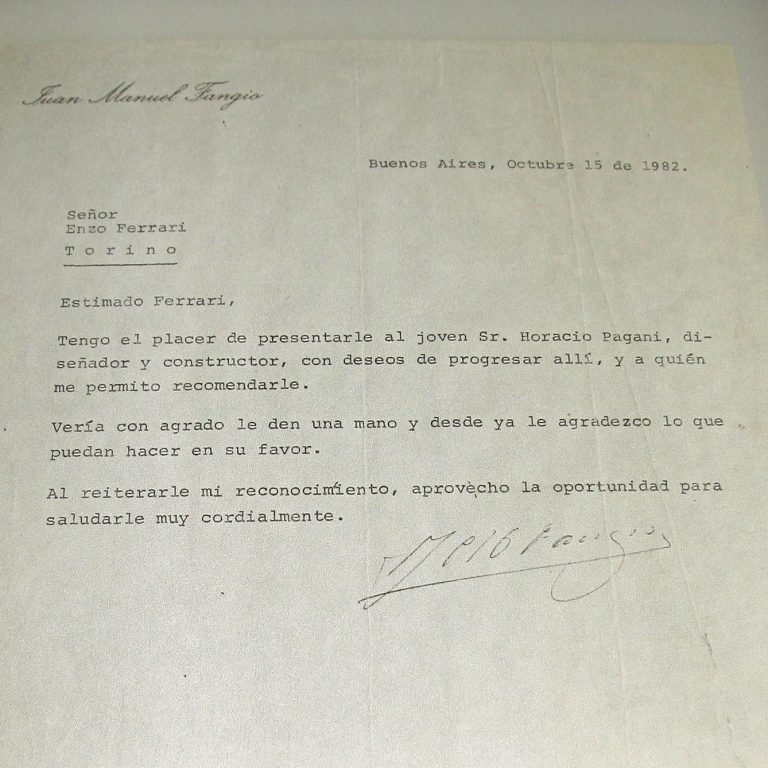 Juan Manuel Fangio
Buenos Aires, Octubre 15 de 1982.
Señor
Enzo Ferrari
T o r i n o
Estimado Ferrari,
Tengo el placer de presentarle al joven Sr. Horacio Pagani, di-
señador y constructor, con deseos de progresar allí, y a quién
me permito recomendarle.
Vería con agrado le den una mano y desde ya le agradezco lo que
puedan hacer en su favor.
Al reiterarle mi reconocimiento, aprovecho la oportunidad para
saludarle muy cordialmente.
Fangio